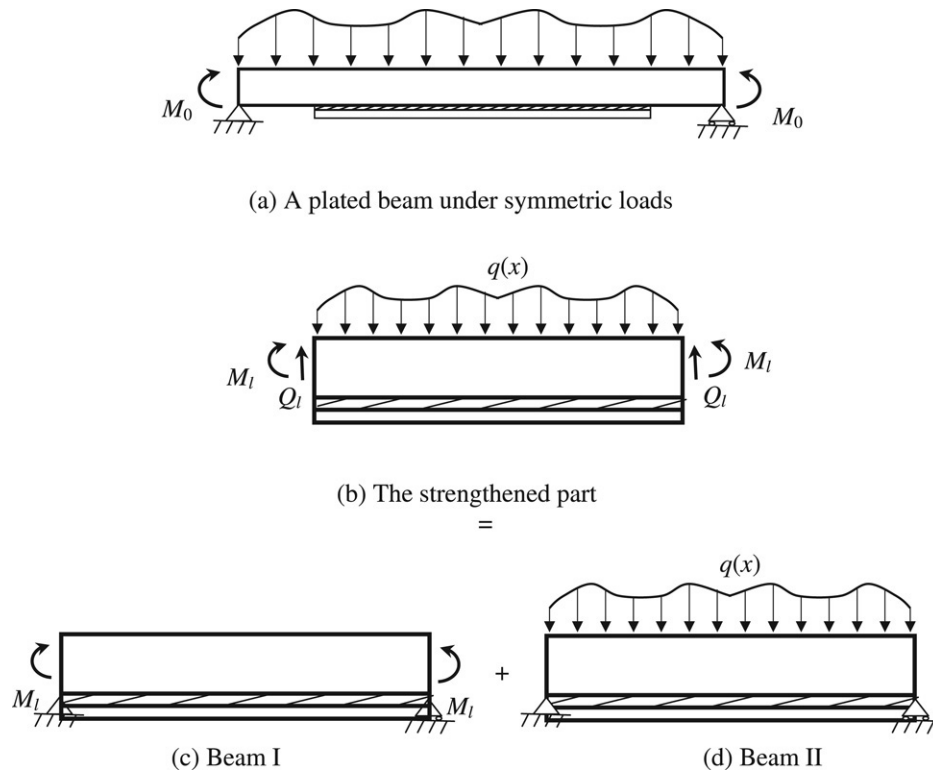 M₀
M₀
(a) A plated beam under symmetric loads
q(x)
Mₗ
Mₗ
Qₗ
Qₗ
(b) The strengthened part
=
q(x)
+
Mₗ
Mₗ
(c) Beam I
(d) Beam II